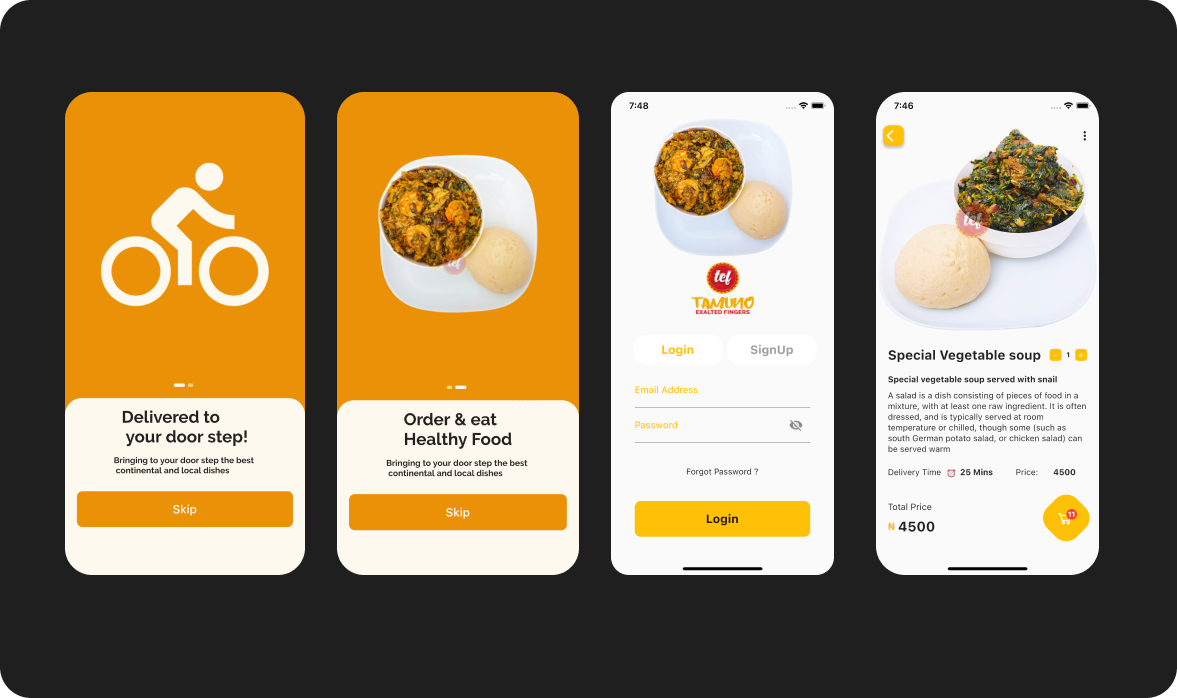 Delivered to
your door step!
Bringing to your door step the best
continental and local dishes
Skip
tef
Order & eat
Healthy Food
Bringing to your door step the best
continental and local dishes
Skip
7:48
tef
TAMUNO
EXALTED FINGERS
Login
SignUp
Email Address
Password
Forgot Password ?
Login
7:46
tef
Special Vegetable soup
- 1 +
Special vegetable soup served with snail
A salad is a dish consisting of pieces of food in a
mixture, with at least one raw ingredient. It is often
dressed, and is typically served at room
temperature or chilled, though some (such as
south German potato salad, or chicken salad) can
be served warm
Delivery Time 25 Mins Price: 4500
Total Price
₦ 4500
11